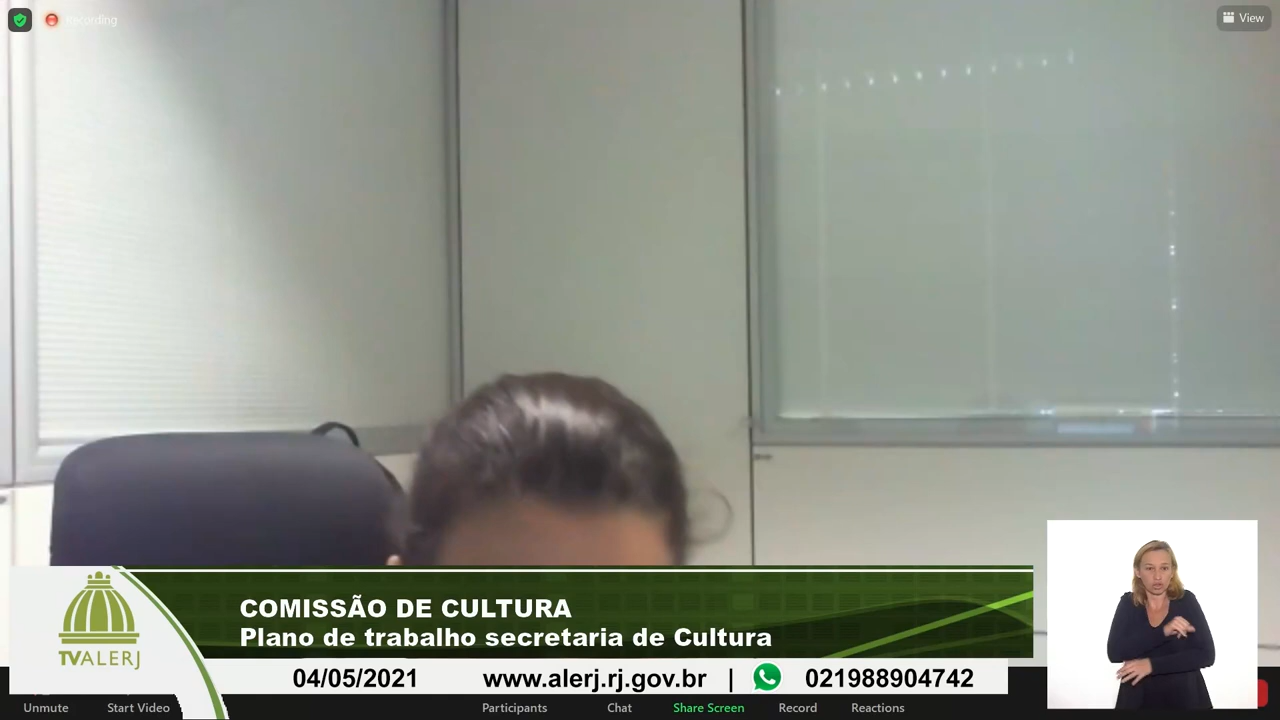 Recording
View
COMISSÃO DE CULTURA
Plano de trabalho secretaria de Cultura
TVALERJ
04/05/2021 www.alerj.rj.gov.br | 021988904742
Unmute Start Video Participants Chat Share Screen Record Reactions